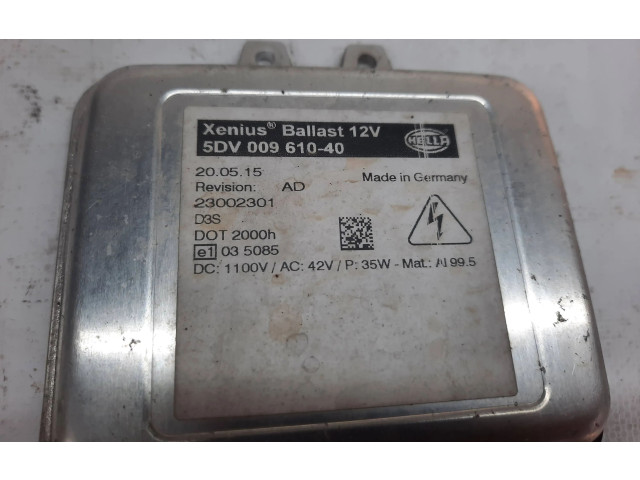 Xenius® Ballast 12V
5DV 009 610-40
HELLA
20.05.15
Made in Germany
Revision: AD
23002301
D3S
DOT 2000h
e1 03 5085
DC: 1100V / AC: 42V / P: 35W - Mat.: Al 99.5